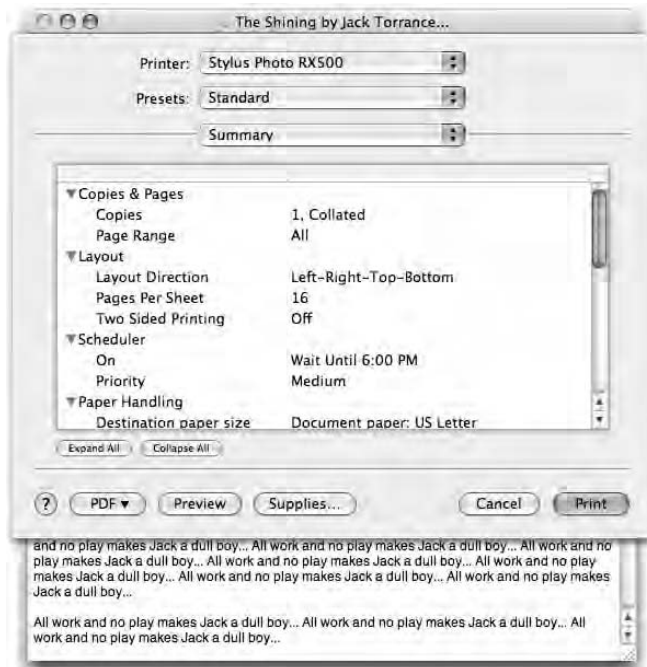 The Shining by Jack Torrance...
Printer: Stylus Photo RX500
Presets: Standard
Summary
Copies & Pages
Copies 1, Collated
Page Range All
Layout
Layout Direction Left-Right-Top-Bottom
Pages Per Sheet 16
Two Sided Printing Off
Scheduler
On Wait Until 6:00 PM
Priority Medium
Paper Handling
Destination paper size Document paper: US Letter
Expand All Collapse All
? PDF Preview Supplies... Cancel Print
and no play makes Jack a dull boy... All work and no play makes Jack a dull boy... All work and no
play makes Jack a dull boy... All work and no play makes Jack a dull boy... All work and no play
makes Jack a dull boy... All work and no play makes Jack a dull boy... All work and no play makes
Jack a dull boy...
All work and no play makes Jack a dull boy... All work and no play makes Jack a dull boy... All
work and no play makes Jack a dull boy...